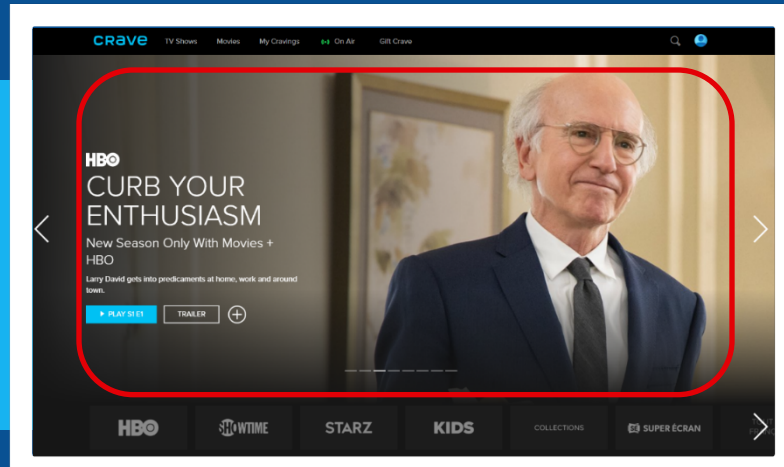 CRAVE TV Shows Movies My Cravings On Air Gift Crave
HBO
CURB YOUR
ENTHUSIASM
New Season Only With Movies +
HBO
Larry David gets into predicaments at home, work and around
town.
PLAY S1 E1 TRAILER
HBO SHOWTIME STARZ KIDS COLLECTIONS SUPER ÉCRAN